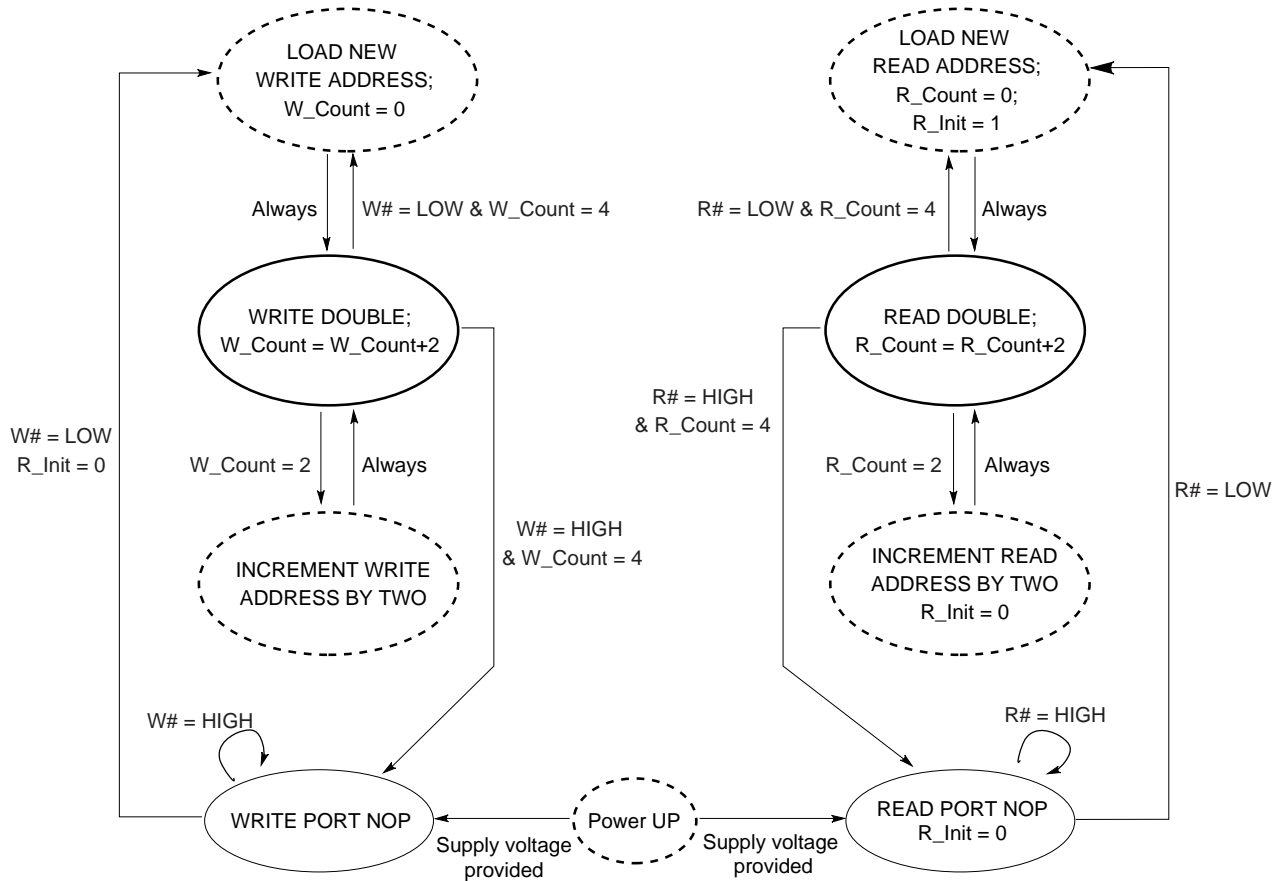 LOAD NEW
WRITE ADDRESS;
W_Count = 0
LOAD NEW
READ ADDRESS;
R_Count = 0;
R_Init = 1
Always
W# = LOW & W_Count = 4
R# = LOW & R_Count = 4
Always
WRITE DOUBLE;
W_Count = W_Count+2
READ DOUBLE;
R_Count = R_Count+2
W# = LOW
R_Init = 0
W_Count = 2
Always
W# = HIGH
& W_Count = 4
R# = HIGH
& R_Count = 4
R_Count = 2
Always
R# = LOW
INCREMENT WRITE
ADDRESS BY TWO
INCREMENT READ
ADDRESS BY TWO
R_Init = 0
W# = HIGH
R# = HIGH
WRITE PORT NOP
Power UP
READ PORT NOP
R_Init = 0
Supply voltage
provided
Supply voltage
provided